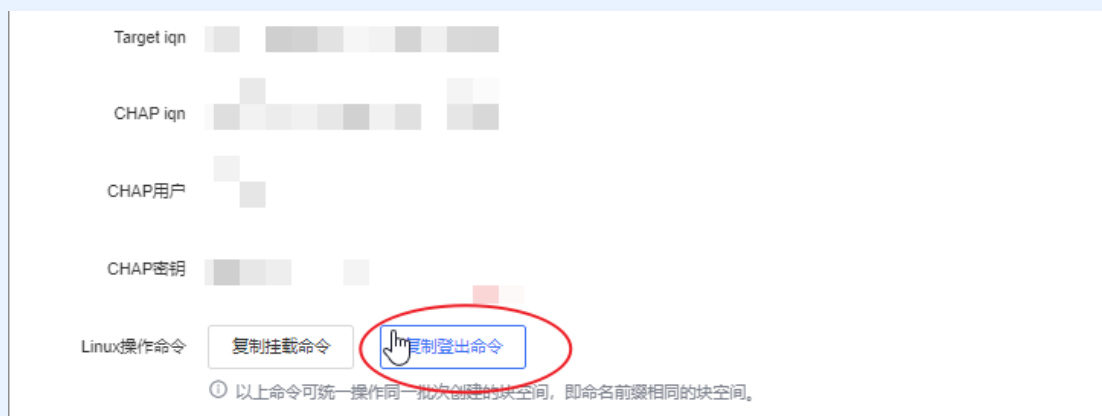 Target iqn
CHAP iqn
CHAP用户
CHAP密钥
Linux操作命令 复制挂载命令 复制登出命令
以上命令可统一操作同一批次创建的块空间，即命名前缀相同的块空间。